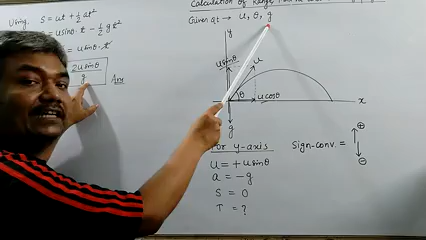 Calculation of Range
Given qt → u, θ, g
Using, S = ut + ½ at²
= usinθ.t - ½ g t²
= usinθ.t
2usinθ
g
Ans
y
usinθ
u
θ
ucosθ
x
g
For y-axis
u = +usinθ
a = -g
S = 0
T = ?
Sign-conv. =
+
-